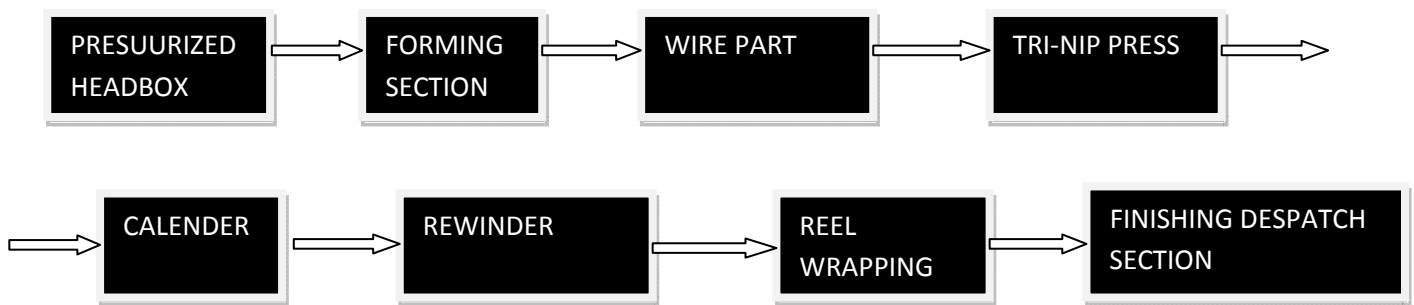 PRESUURIZED
HEADBOX
FORMING
SECTION
WIRE PART
TRI-NIP PRESS
CALENDER
REWINDER
REEL
WRAPPING
FINISHING DESPATCH
SECTION